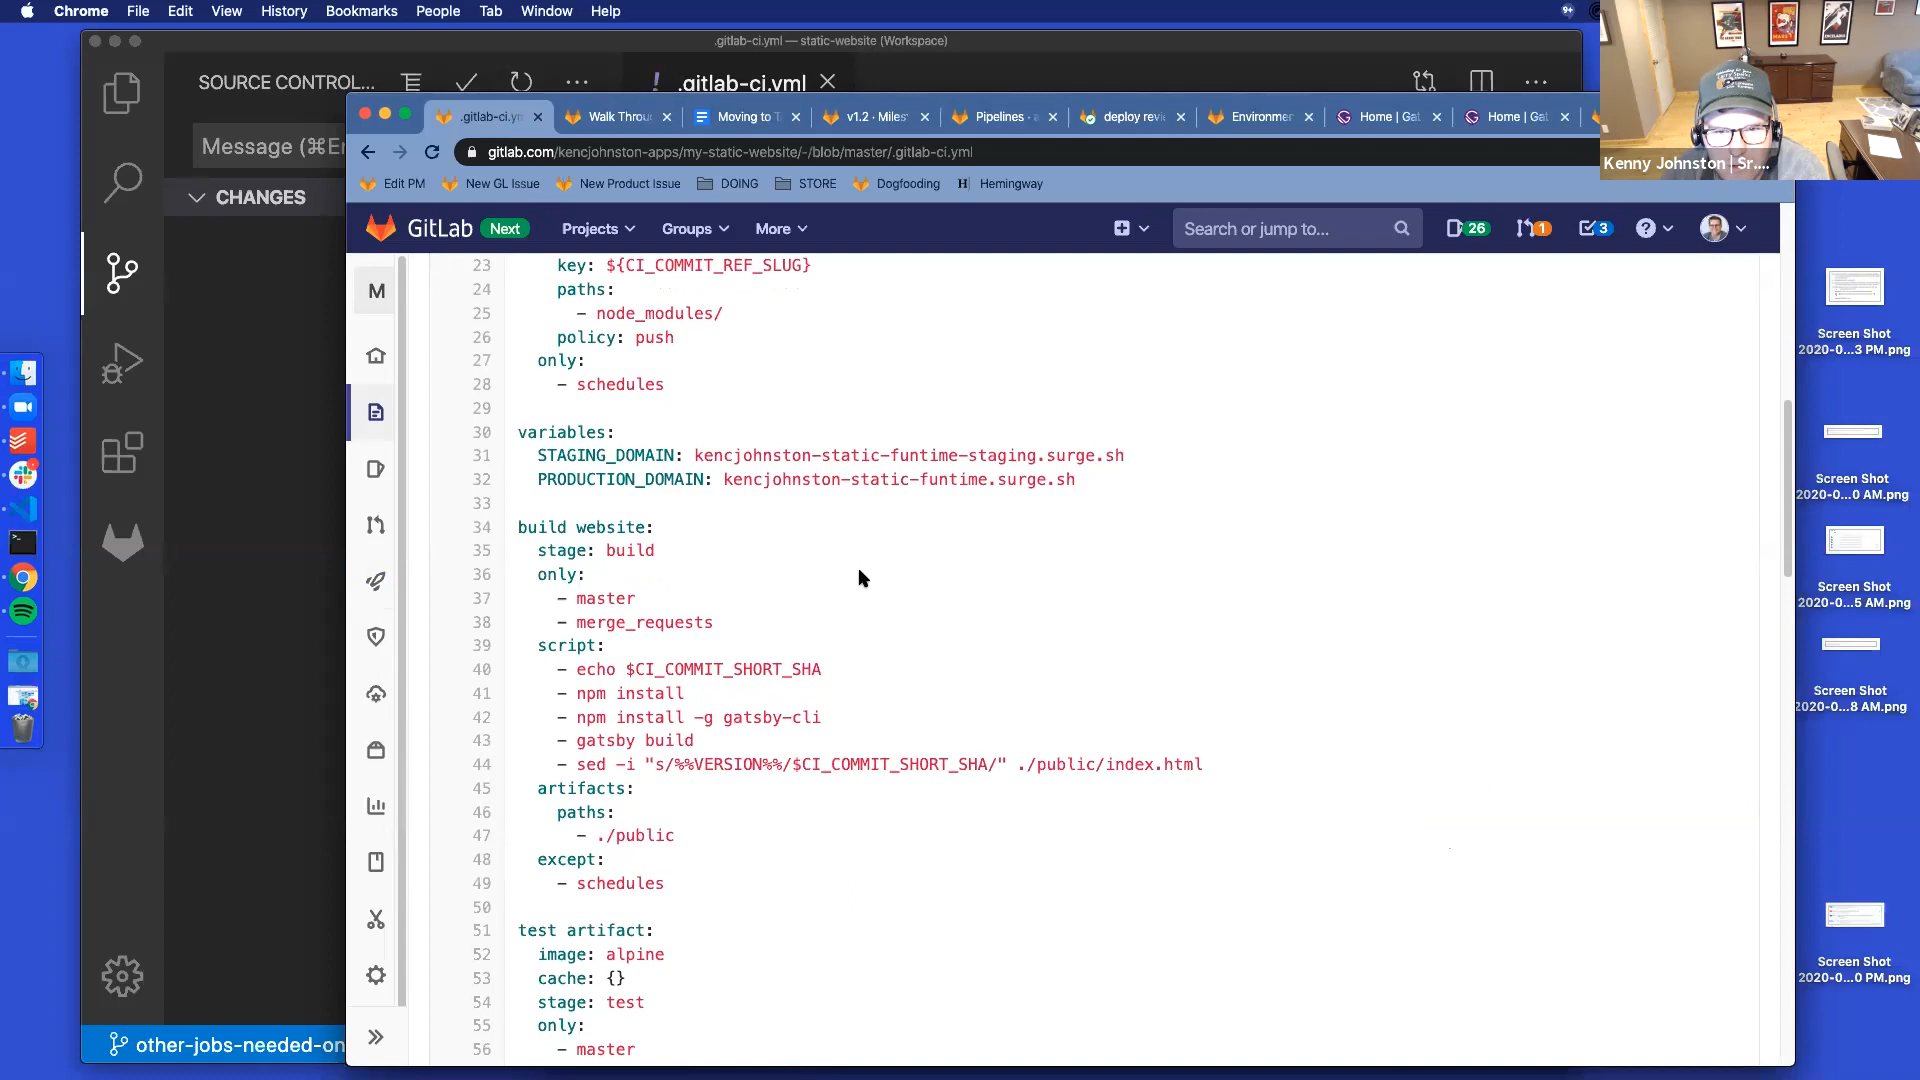 Chrome File Edit View History Bookmarks People Tab Window Help
9+
.gitlab-ci.yml — static-website (Workspace)
SOURCE CONTROL...
! .gitlab-ci.yml
Message (⌘En
CHANGES
other-jobs-needed-on
.gitlab-ci.ym
Walk Throu
Moving to T
v1.2 · Miles
Pipelines · a
deploy revi
Environmen
Home | Gat
Home | Gat
gitlab.com/kencjohnston-apps/my-static-website/-/blob/master/.gitlab-ci.yml
Edit PM
New GL Issue
New Product Issue
DOING
STORE
Dogfooding
H Hemingway
GitLab Next Projects Groups More
Search or jump to...
26 1 3
M
23 key: ${CI_COMMIT_REF_SLUG}
24 paths:
25 - node_modules/
26 policy: push
27 only:
28 - schedules
29
30 variables:
31 STAGING_DOMAIN: kencjohnston-static-funtime-staging.surge.sh
32 PRODUCTION_DOMAIN: kencjohnston-static-funtime.surge.sh
33
34 build website:
35 stage: build
36 only:
37 - master
38 - merge_requests
39 script:
40 - echo $CI_COMMIT_SHORT_SHA
41 - npm install
42 - npm install -g gatsby-cli
43 - gatsby build
44 - sed -i "s/%%VERSION%%/$CI_COMMIT_SHORT_SHA/" ./public/index.html
45 artifacts:
46 paths:
47 - ./public
48 except:
49 - schedules
50
51 test artifact:
52 image: alpine
53 cache: {}
54 stage: test
55 only:
56 - master
Kenny Johnston | Sr....
Screen Shot
2020-0...3 PM.png
Screen Shot
2020-0...0 AM.png
Screen Shot
2020-0...5 AM.png
Screen Shot
2020-0...8 AM.png
Screen Shot
2020-0...0 PM.png